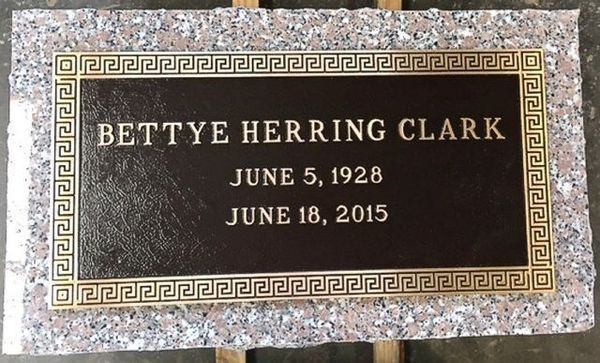 BETTYE HERRING CLARK
JUNE 5, 1928
JUNE 18, 2015